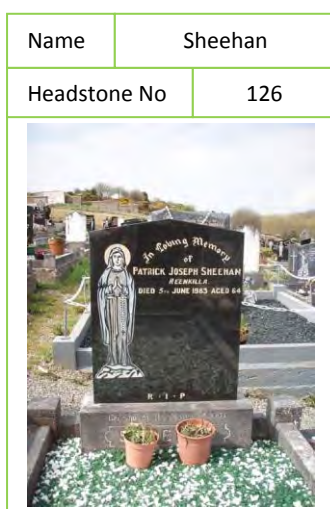 Name Sheehan
Headstone No 126
In Loving Memory
of
PATRICK JOSEPH SHEEHAN
REENKILLA
DIED 5TH JUNE 1983 AGED 64
R · I · P